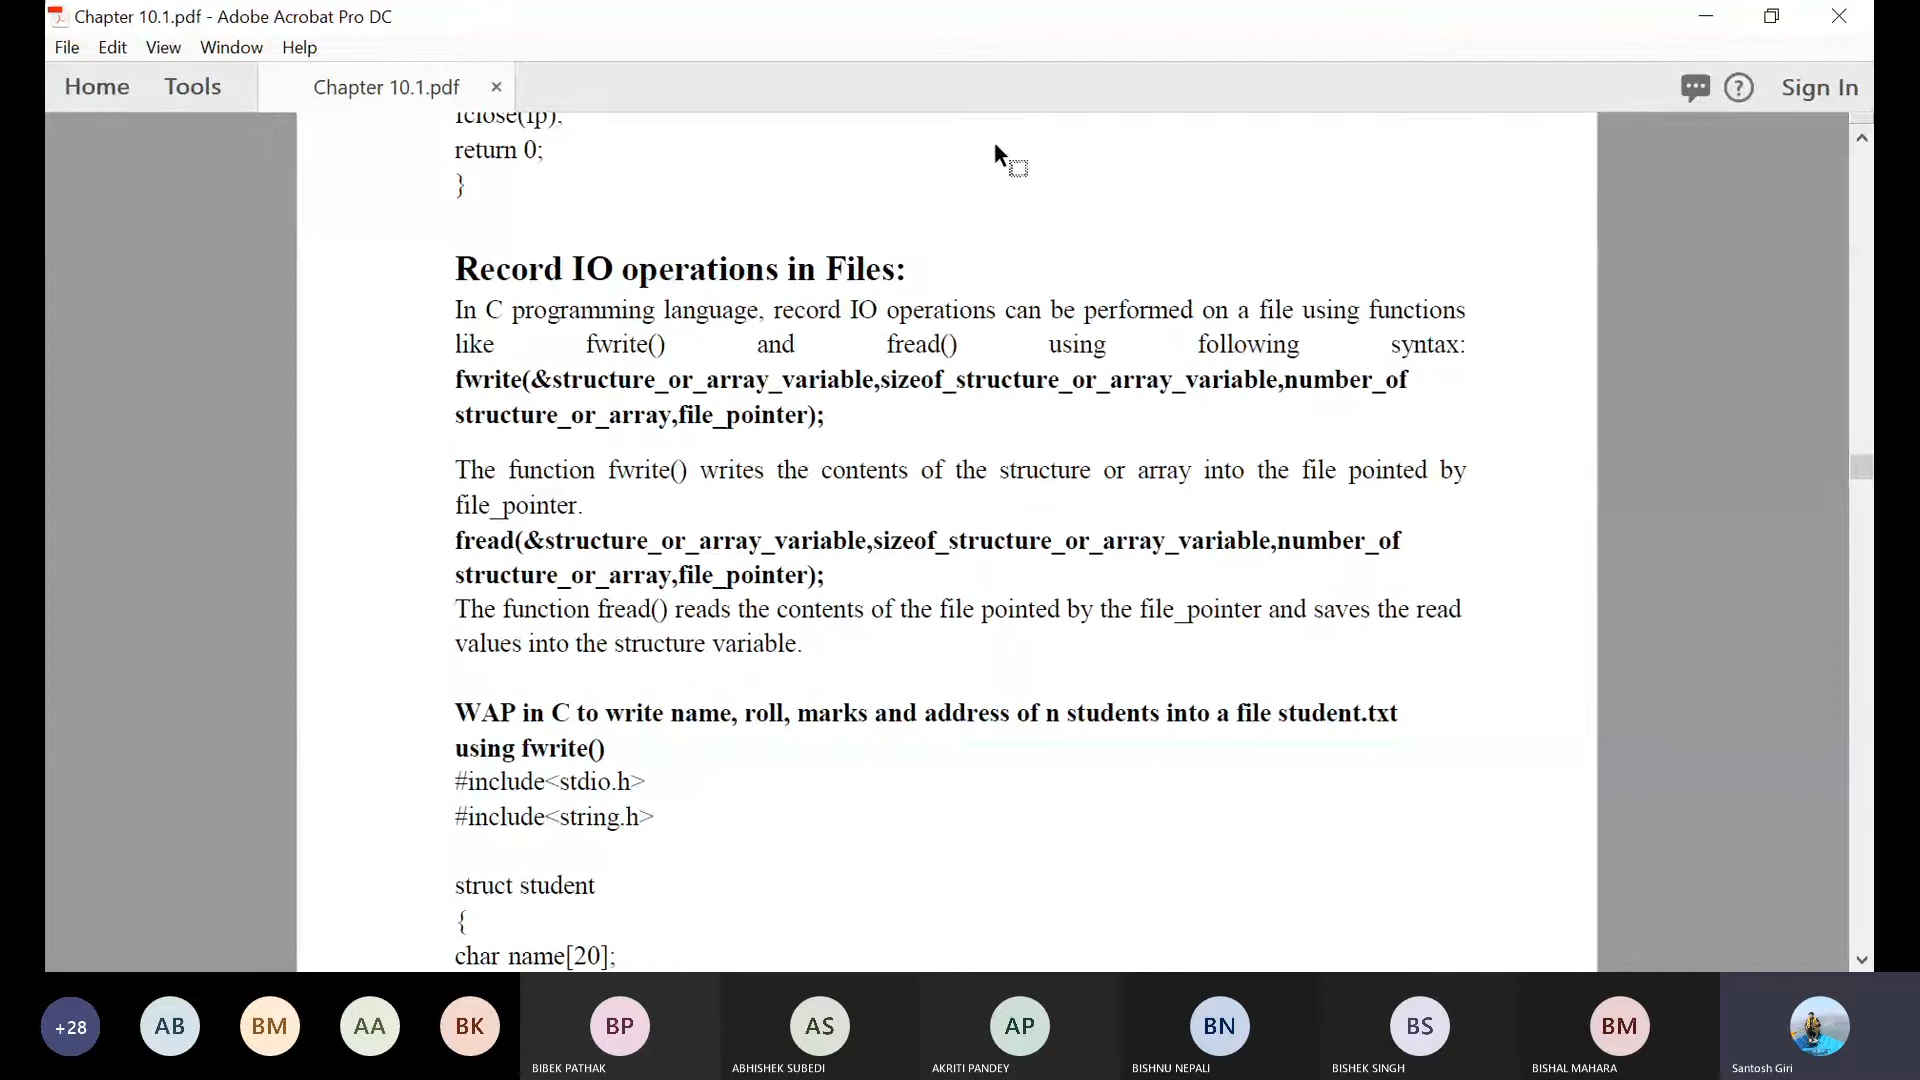 Chapter 10.1.pdf - Adobe Acrobat Pro DC
File Edit View Window Help
Home Tools Chapter 10.1.pdf × ? Sign In
fclose(fp);
return 0;
}
Record IO operations in Files:
In C programming language, record IO operations can be performed on a file using functions
like fwrite() and fread() using following syntax:
fwrite(&structure_or_array_variable,sizeof_structure_or_array_variable,number_of
structure_or_array,file_pointer);
The function fwrite() writes the contents of the structure or array into the file pointed by
file_pointer.
fread(&structure_or_array_variable,sizeof_structure_or_array_variable,number_of
structure_or_array,file_pointer);
The function fread() reads the contents of the file pointed by the file_pointer and saves the read
values into the structure variable.
WAP in C to write name, roll, marks and address of n students into a file student.txt
using fwrite()
#include<stdio.h>
#include<string.h>
struct student
{
char name[20];
+28 AB BM AA BK BP AS AP BN BS BM
BIBEK PATHAK ABHISHEK SUBEDI AKRITI PANDEY BISHNU NEPALI BISHEK SINGH BISHAL MAHARA Santosh Giri